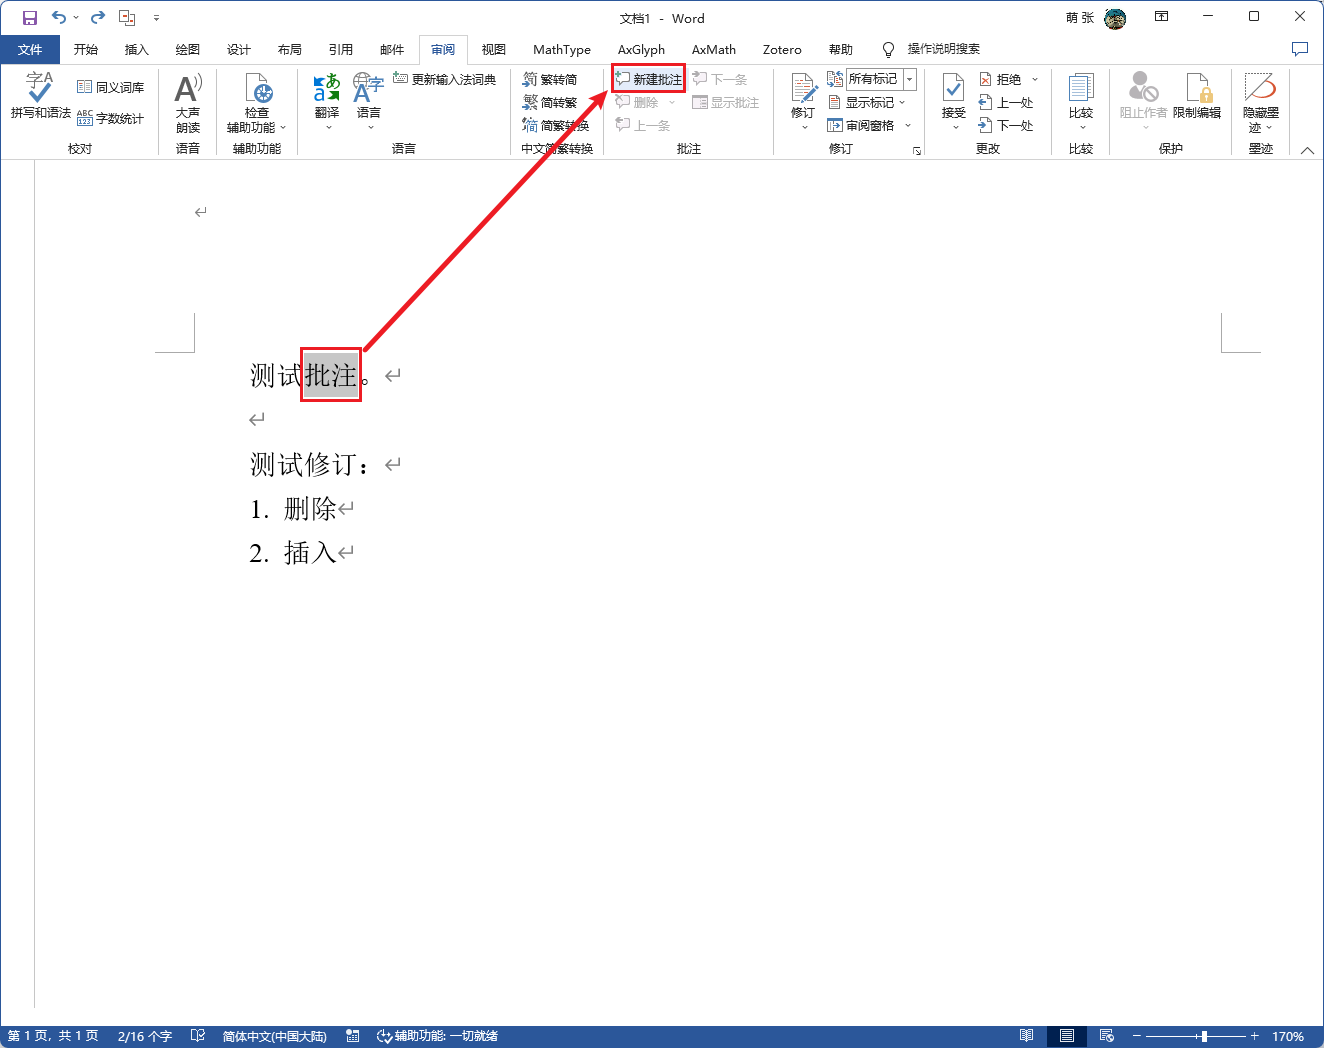 文档1 - Word
萌 张
文件 开始 插入 绘图 设计 布局 引用 邮件 审阅 视图 MathType AxGlyph AxMath Zotero 帮助 操作说明搜索
拼写和语法
同义词库
字数统计
校对
大声
朗读
语音
检查
辅助功能
辅助功能
翻译
语言
更新输入法词典
语言
繁转简
简转繁
简繁转换
中文简繁转换
新建批注
删除
上一条
下一条
显示批注
批注
修订
所有标记
显示标记
审阅窗格
修订
接受
拒绝
上一处
下一处
更改
比较
比较
阻止作者
限制编辑
保护
隐藏墨
迹
墨迹
测试批注。
测试修订：
1. 删除
2. 插入
第 1 页，共 1 页 2/16 个字 简体中文(中国大陆) 辅助功能: 一切就绪 170%